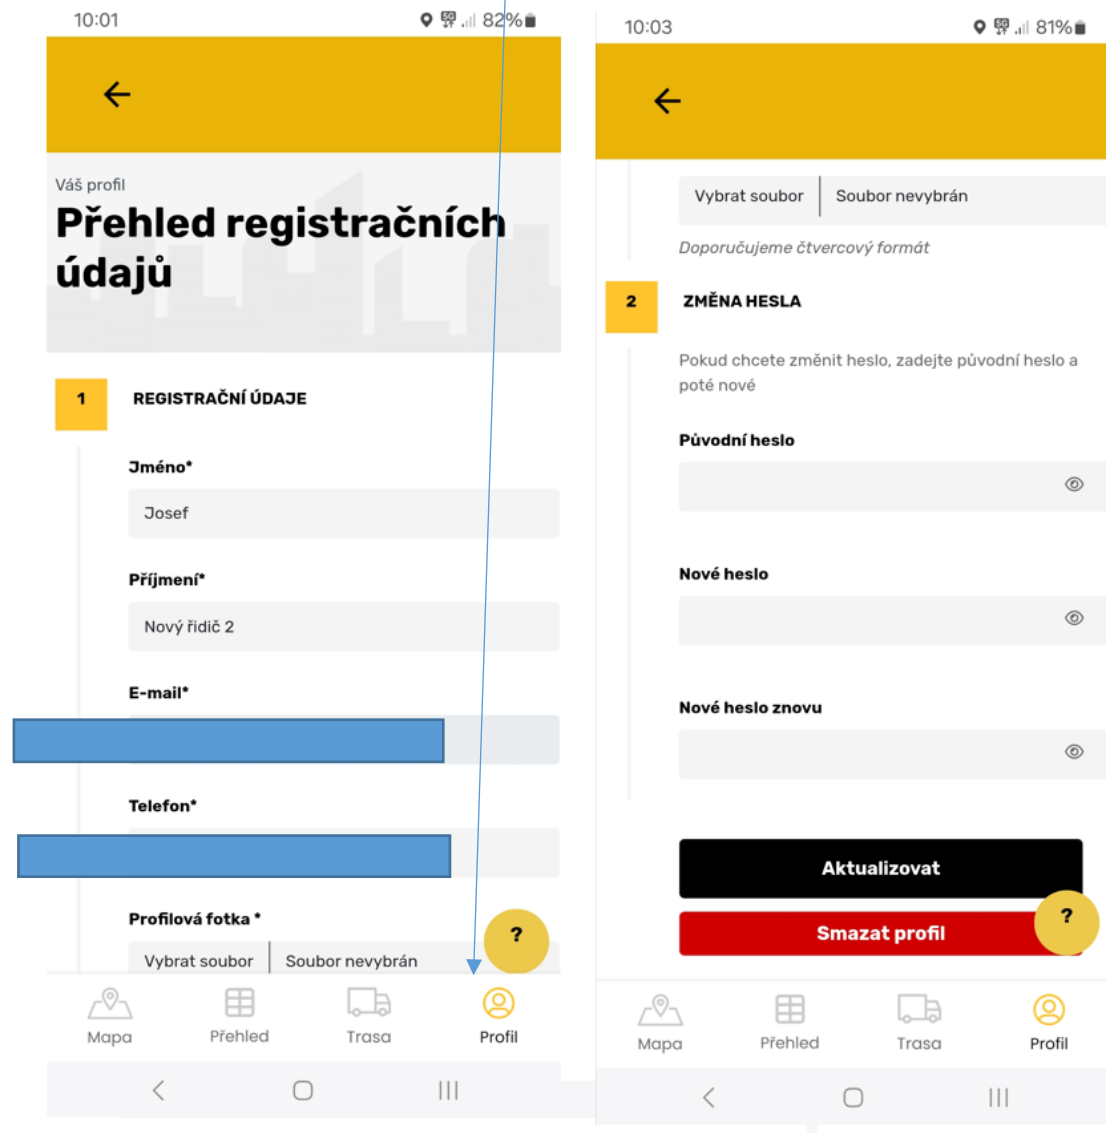 10:01
5G
82%
Váš profil
Přehled registračních
údajů
1
REGISTRAČNÍ ÚDAJE
Jméno*
Josef
Příjmení*
Nový řidič 2
E-mail*
Telefon*
Profilová fotka *
Vybrat soubor
Soubor nevybrán
?
Mapa
Přehled
Trasa
Profil
10:03
5G
81%
Vybrat soubor
Soubor nevybrán
Doporučujeme čtvercový formát
2
ZMĚNA HESLA
Pokud chcete změnit heslo, zadejte původní heslo a
poté nové
Původní heslo
Nové heslo
Nové heslo znovu
Aktualizovat
Smazat profil
?
Mapa
Přehled
Trasa
Profil